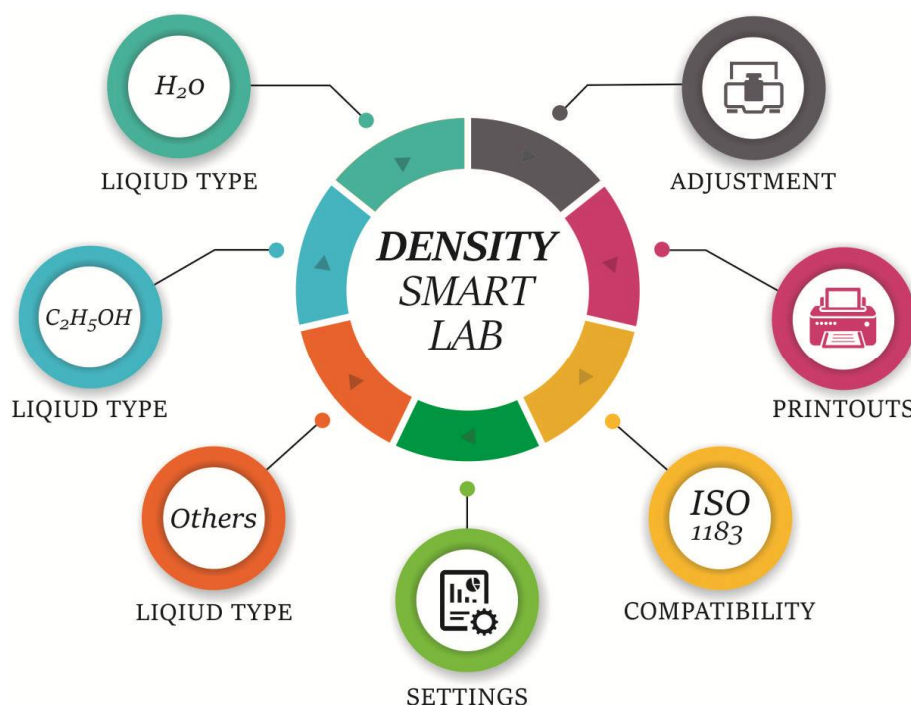 H₂O
LIQIUD TYPE
ADJUSTMENT
DENSITY
SMART
LAB
C₂H₅OH
LIQIUD TYPE
PRINTOUTS
Others
LIQIUD TYPE
ISO
1183
COMPATIBILITY
SETTINGS